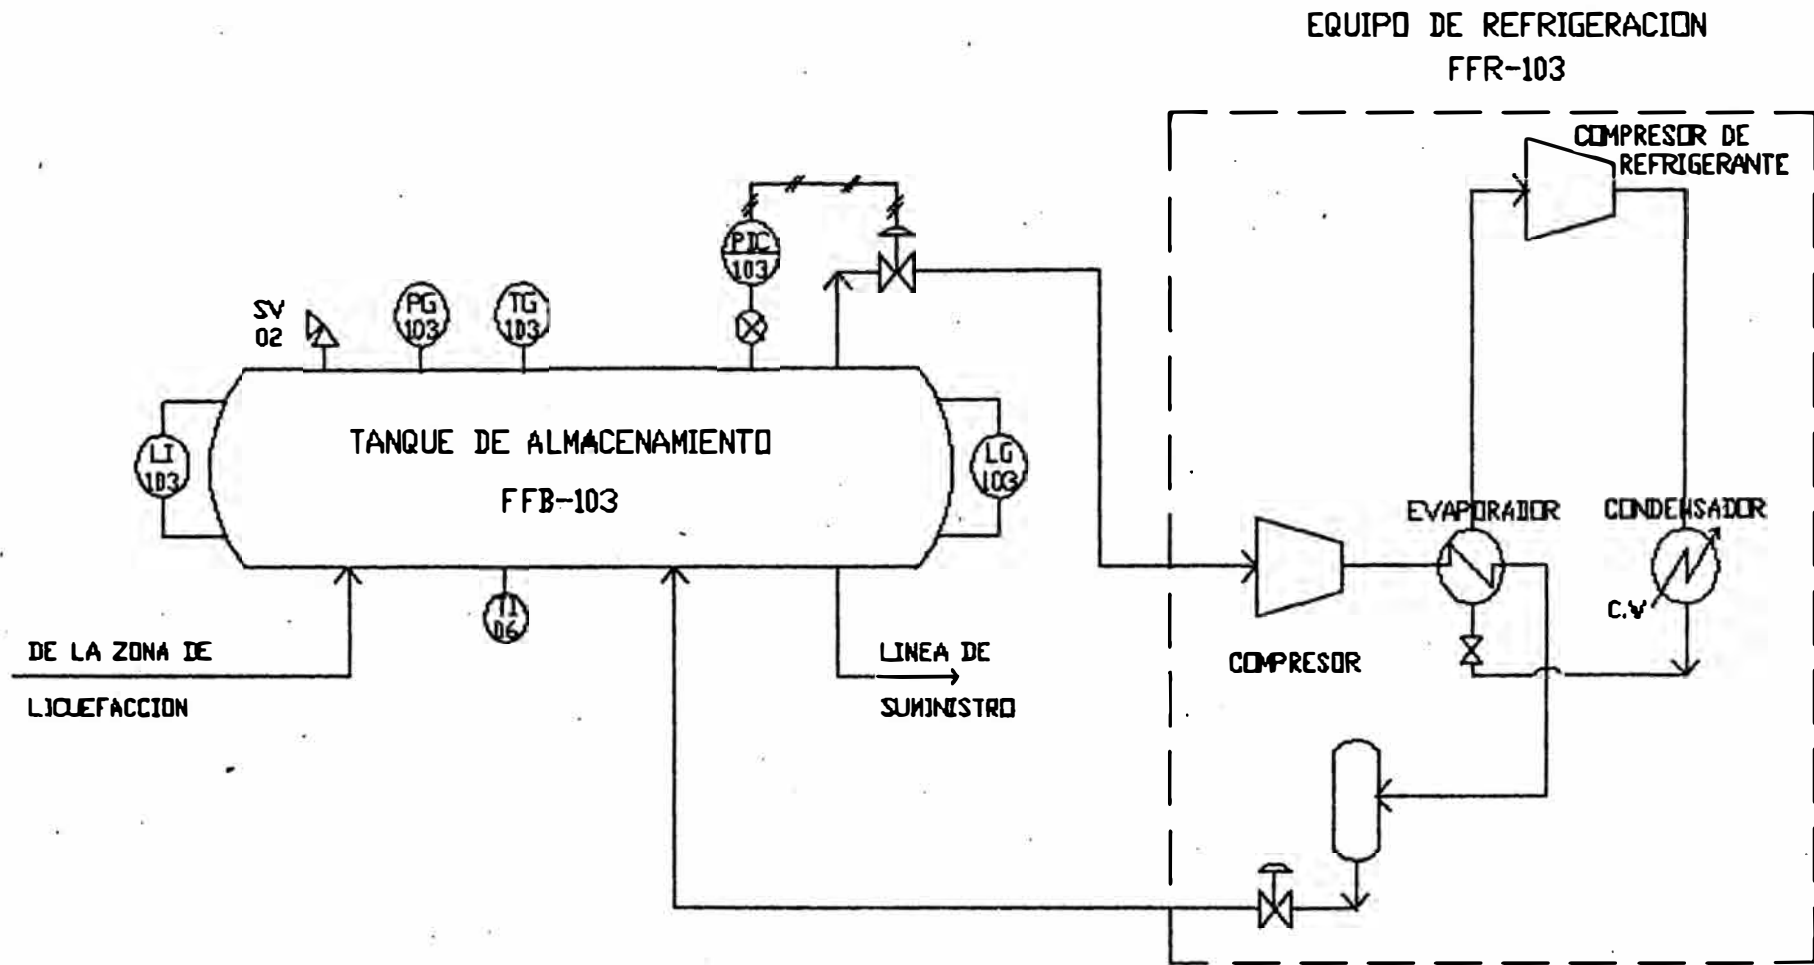 EQUIPO DE REFRIGERACION
FFR-103
COMPRESOR DE
REFRIGERANTE
PIC
103
SV
02
PG
103
TG
103
LI
103
TANQUE DE ALMACENAMIENTO
FFB-103
LG
103
EVAPORADOR
CONDENSADOR
C.V
TI
06
DE LA ZONA DE
LICUEFACCION
LINEA DE
SUMINISTRO
COMPRESOR